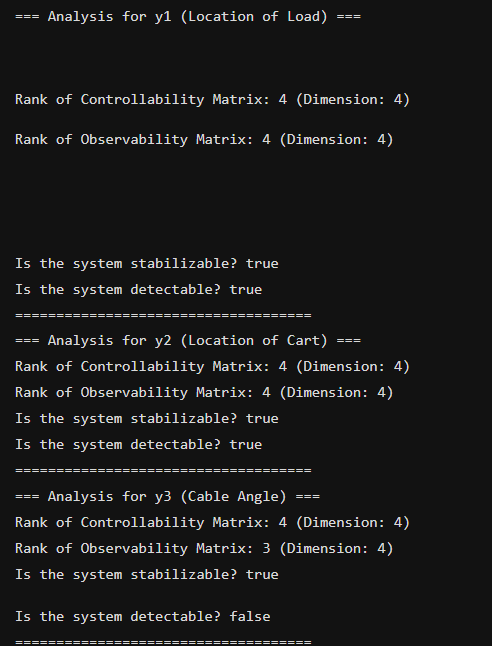 === Analysis for y1 (Location of Load) ===
Rank of Controllability Matrix: 4 (Dimension: 4)
Rank of Observability Matrix: 4 (Dimension: 4)
Is the system stabilizable? true
Is the system detectable? true
====================================
=== Analysis for y2 (Location of Cart) ===
Rank of Controllability Matrix: 4 (Dimension: 4)
Rank of Observability Matrix: 4 (Dimension: 4)
Is the system stabilizable? true
Is the system detectable? true
====================================
=== Analysis for y3 (Cable Angle) ===
Rank of Controllability Matrix: 4 (Dimension: 4)
Rank of Observability Matrix: 3 (Dimension: 4)
Is the system stabilizable? true
Is the system detectable? false
====================================